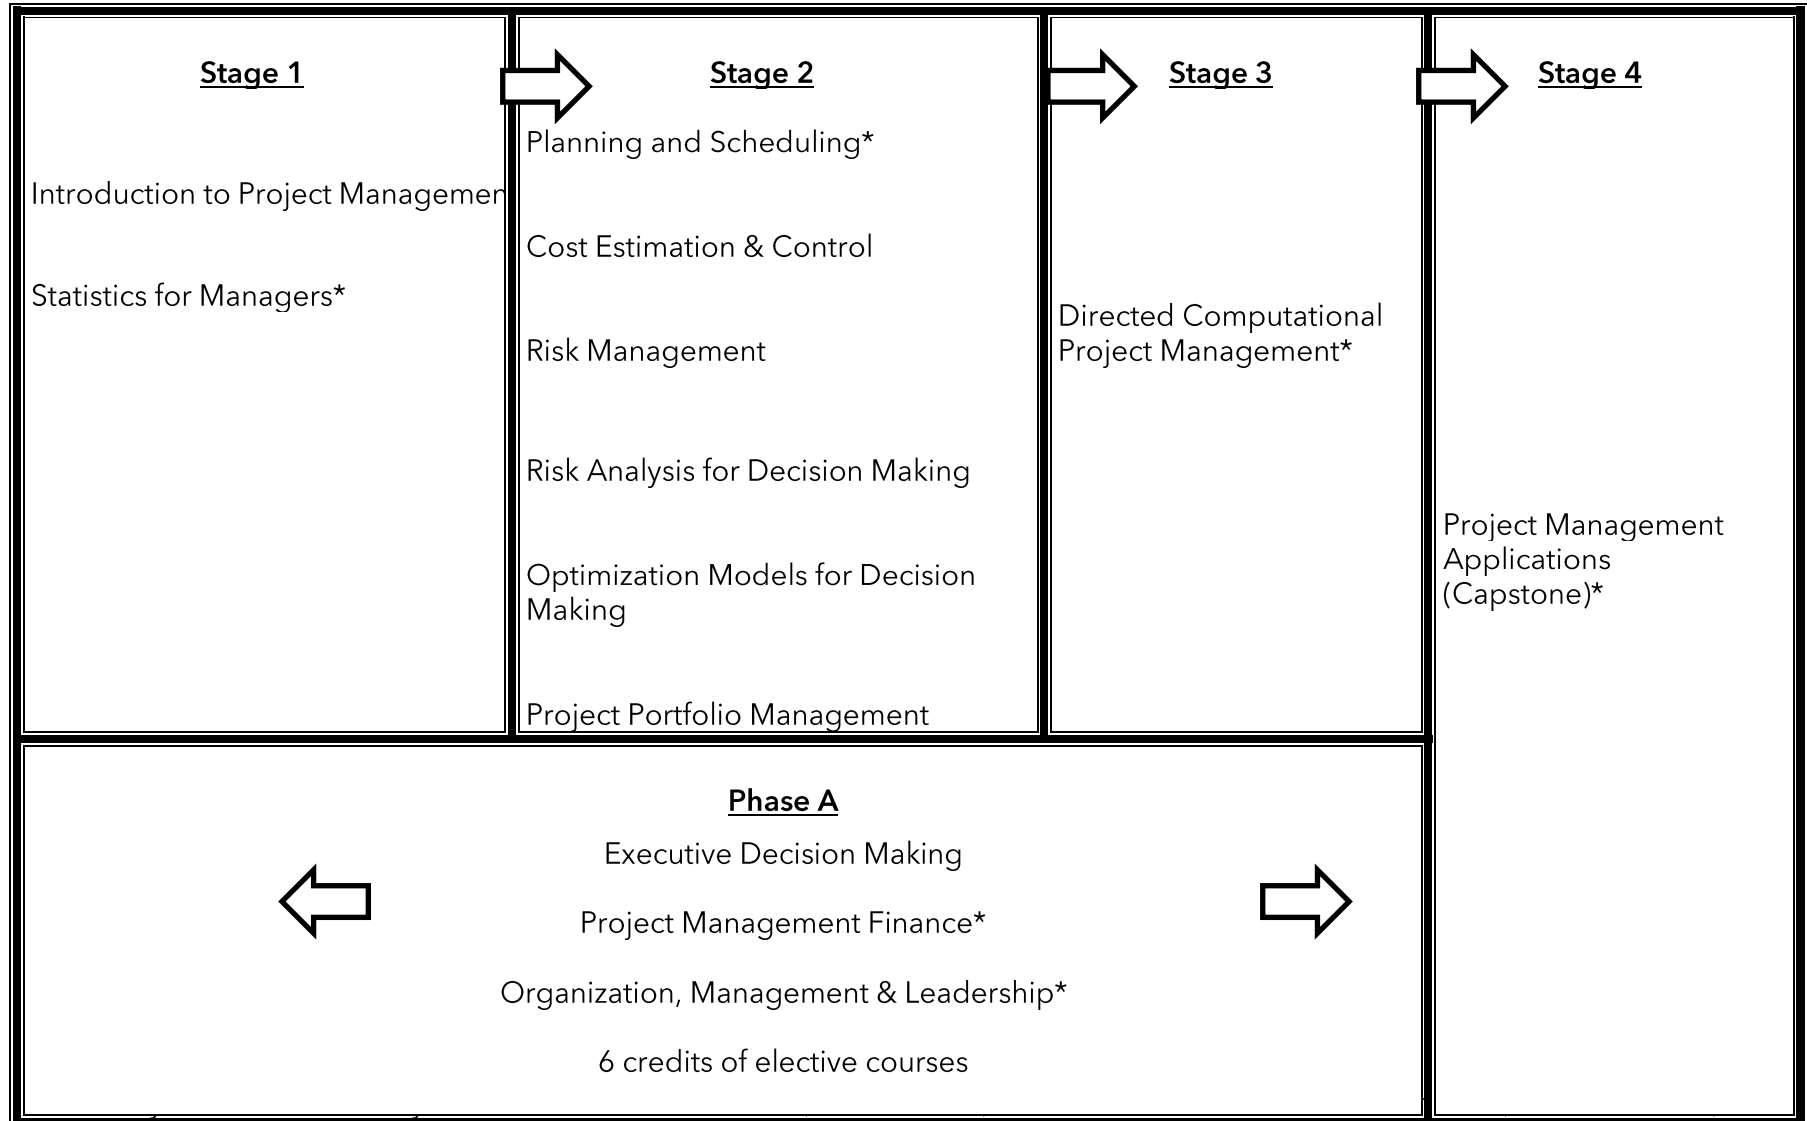 Stage 1
Introduction to Project Managemen
Statistics for Managers*
Stage 2
Planning and Scheduling*
Cost Estimation & Control
Risk Management
Risk Analysis for Decision Making
Optimization Models for Decision
Making
Project Portfolio Management
Stage 3
Directed Computational
Project Management*
Stage 4
Project Management
Applications
(Capstone)*
Phase A
Executive Decision Making
Project Management Finance*
Organization, Management & Leadership*
6 credits of elective courses